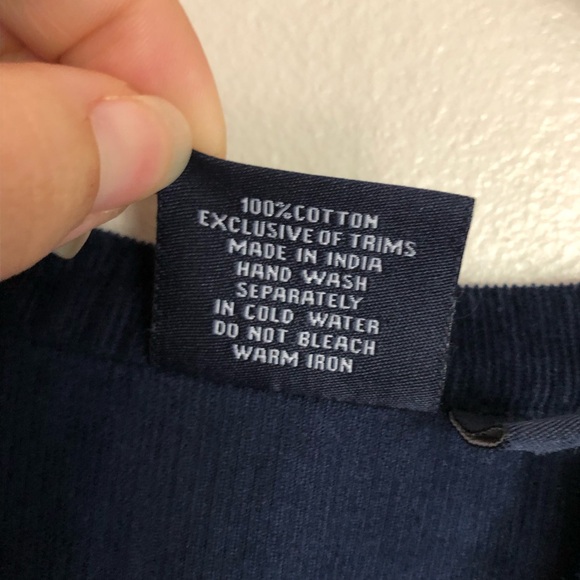 100%COTTON
EXCLUSIVE OF TRIMS
MADE IN INDIA
HAND WASH
SEPARATELY
IN COLD WATER
DO NOT BLEACH
WARM IRON